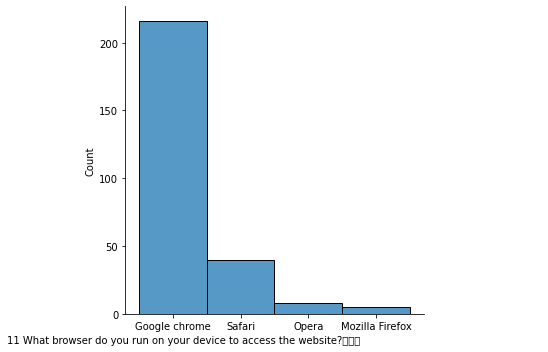 200
150
100
50
0
Count
Google chrome Safari Opera Mozilla Firefox
11 What browser do you run on your device to access the website?